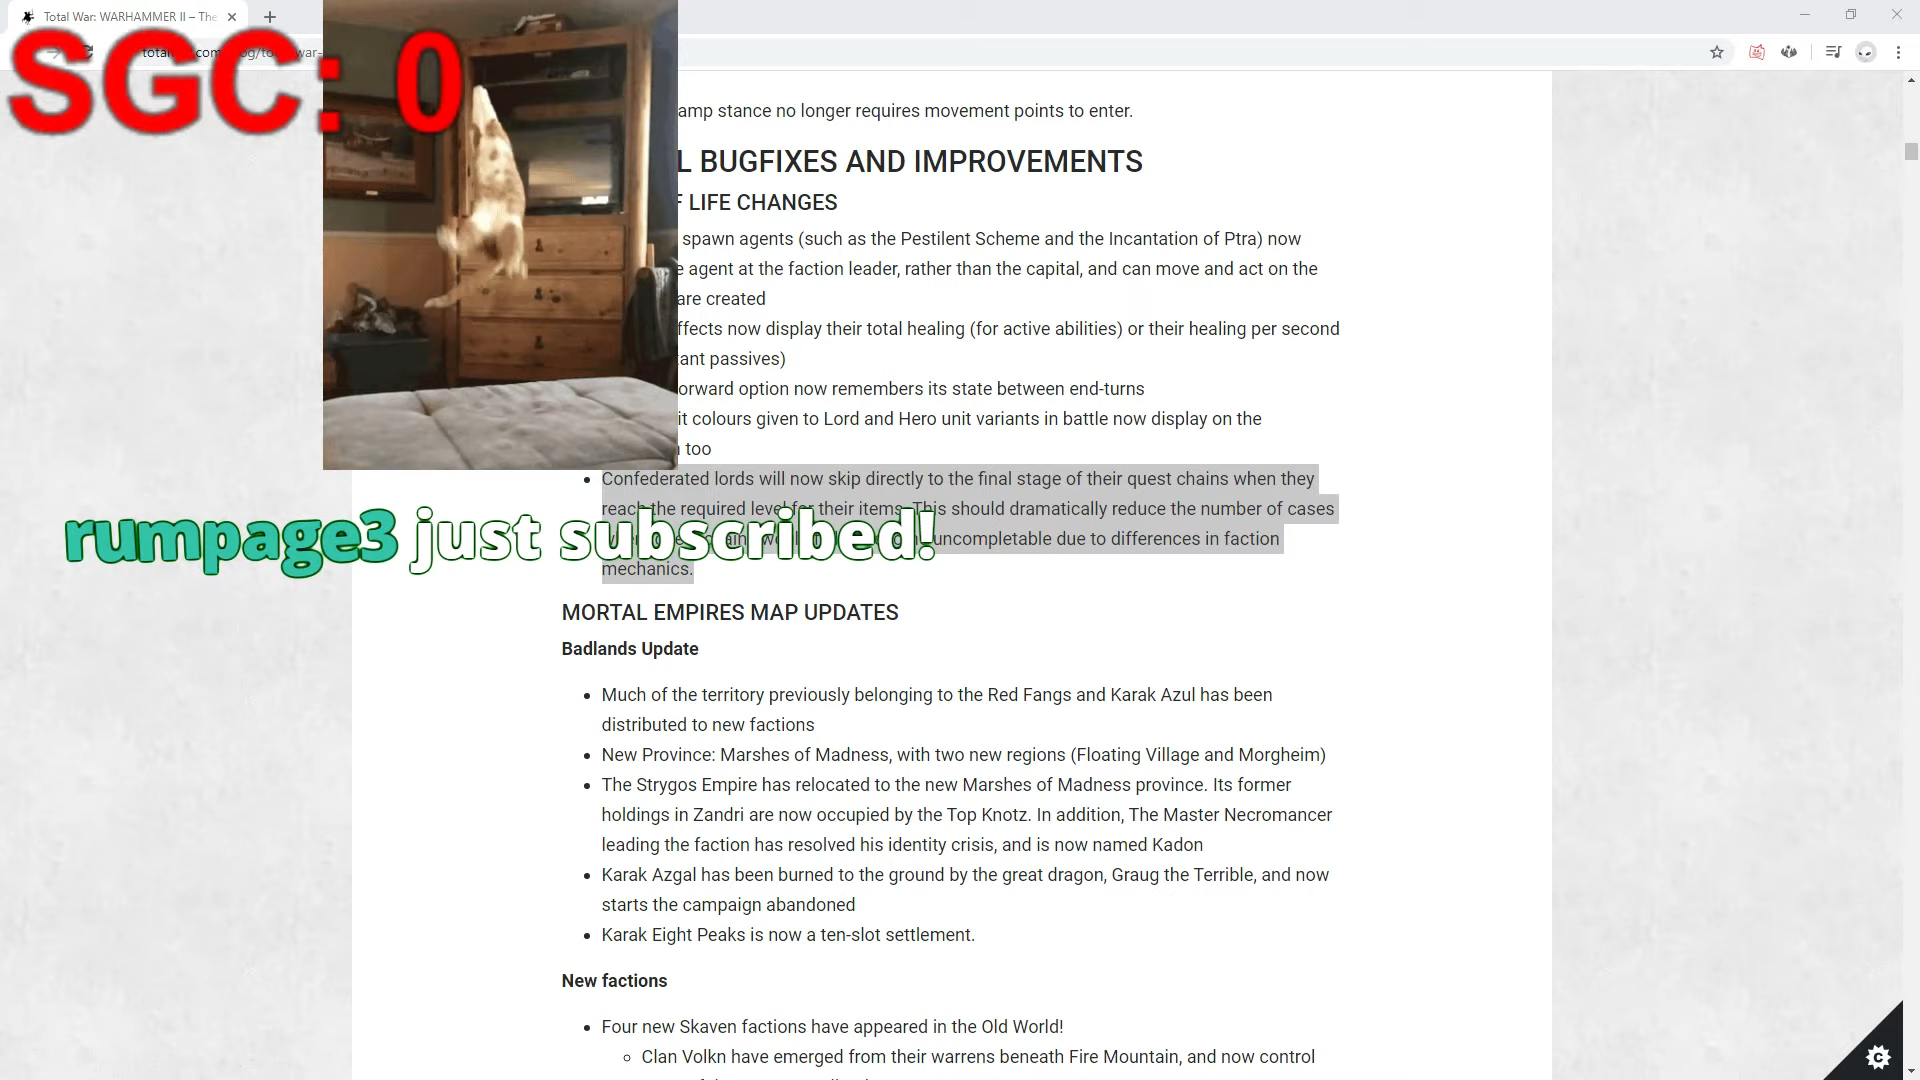 Total War: WARHAMMER II – The
SGC: 0
amp stance no longer requires movement points to enter.
L BUGFIXES AND IMPROVEMENTS
F LIFE CHANGES
spawn agents (such as the Pestilent Scheme and the Incantation of Ptra) now
e agent at the faction leader, rather than the capital, and can move and act on the
are created
ffects now display their total healing (for active abilities) or their healing per second
tant passives)
orward option now remembers its state between end-turns
it colours given to Lord and Hero unit variants in battle now display on the
too
Confederated lords will now skip directly to the final stage of their quest chains when they
reach the required level for their items. This should dramatically reduce the number of cases
uncompletable due to differences in faction
mechanics.
rumpage3 just subscribed!
MORTAL EMPIRES MAP UPDATES
Badlands Update
Much of the territory previously belonging to the Red Fangs and Karak Azul has been
distributed to new factions
New Province: Marshes of Madness, with two new regions (Floating Village and Morgheim)
The Strygos Empire has relocated to the new Marshes of Madness province. Its former
holdings in Zandri are now occupied by the Top Knotz. In addition, The Master Necromancer
leading the faction has resolved his identity crisis, and is now named Kadon
Karak Azgal has been burned to the ground by the great dragon, Graug the Terrible, and now
starts the campaign abandoned
Karak Eight Peaks is now a ten-slot settlement.
New factions
Four new Skaven factions have appeared in the Old World!
Clan Volkn have emerged from their warrens beneath Fire Mountain, and now control